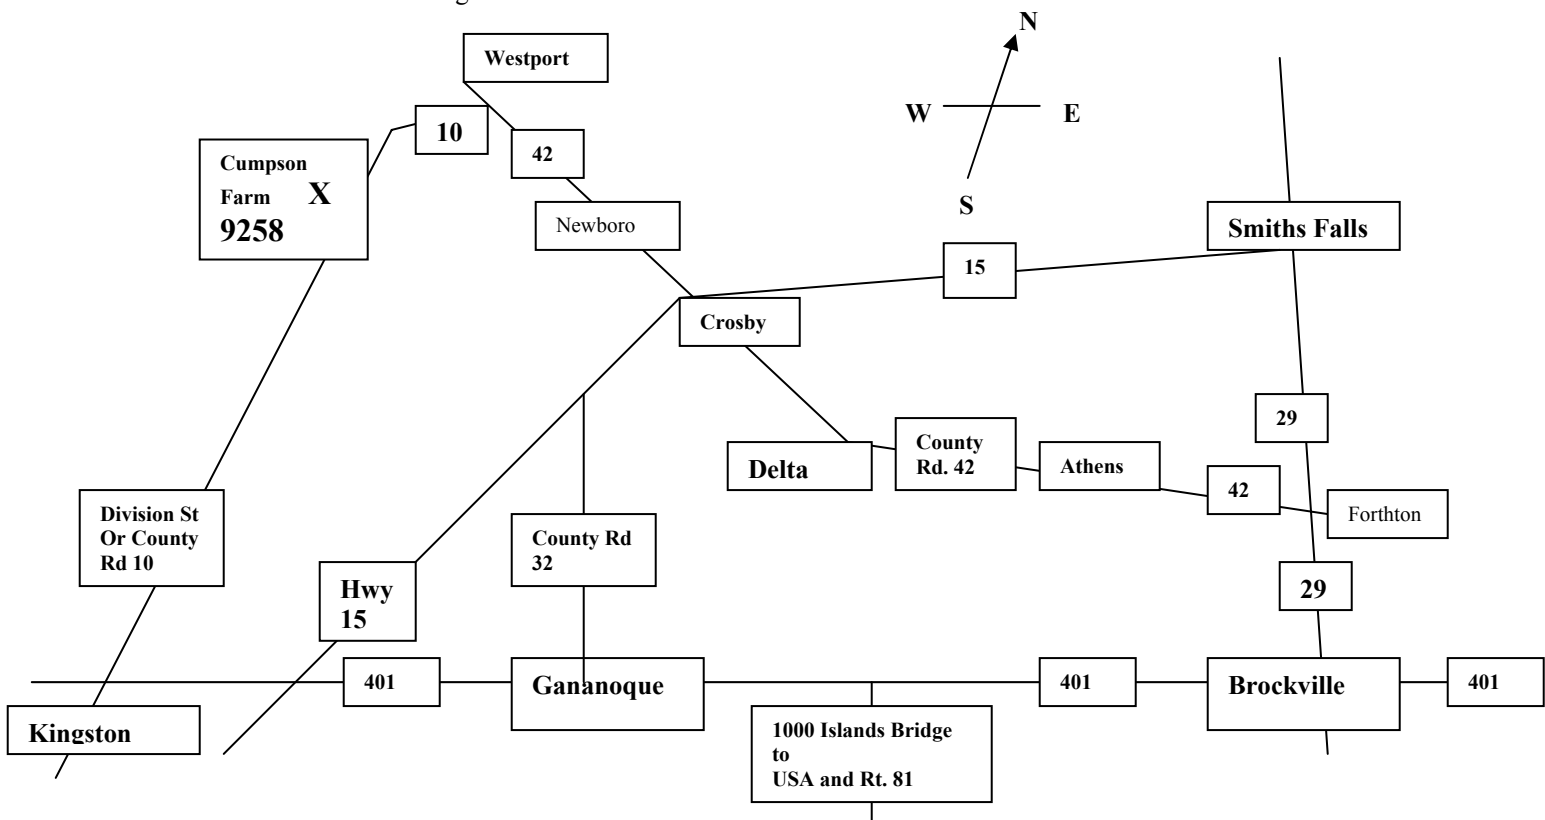 N
Westport
10
W
E
42
Cumpson
Farm X
9258
S
Newboro
Smiths Falls
15
Crosby
29
County
Rd. 42
Delta
Athens
42
Forthton
Division St
Or County
Rd 10
County Rd
32
Hwy
15
29
401
Gananoque
401
Brockville
401
Kingston
1000 Islands Bridge
to
USA and Rt. 81